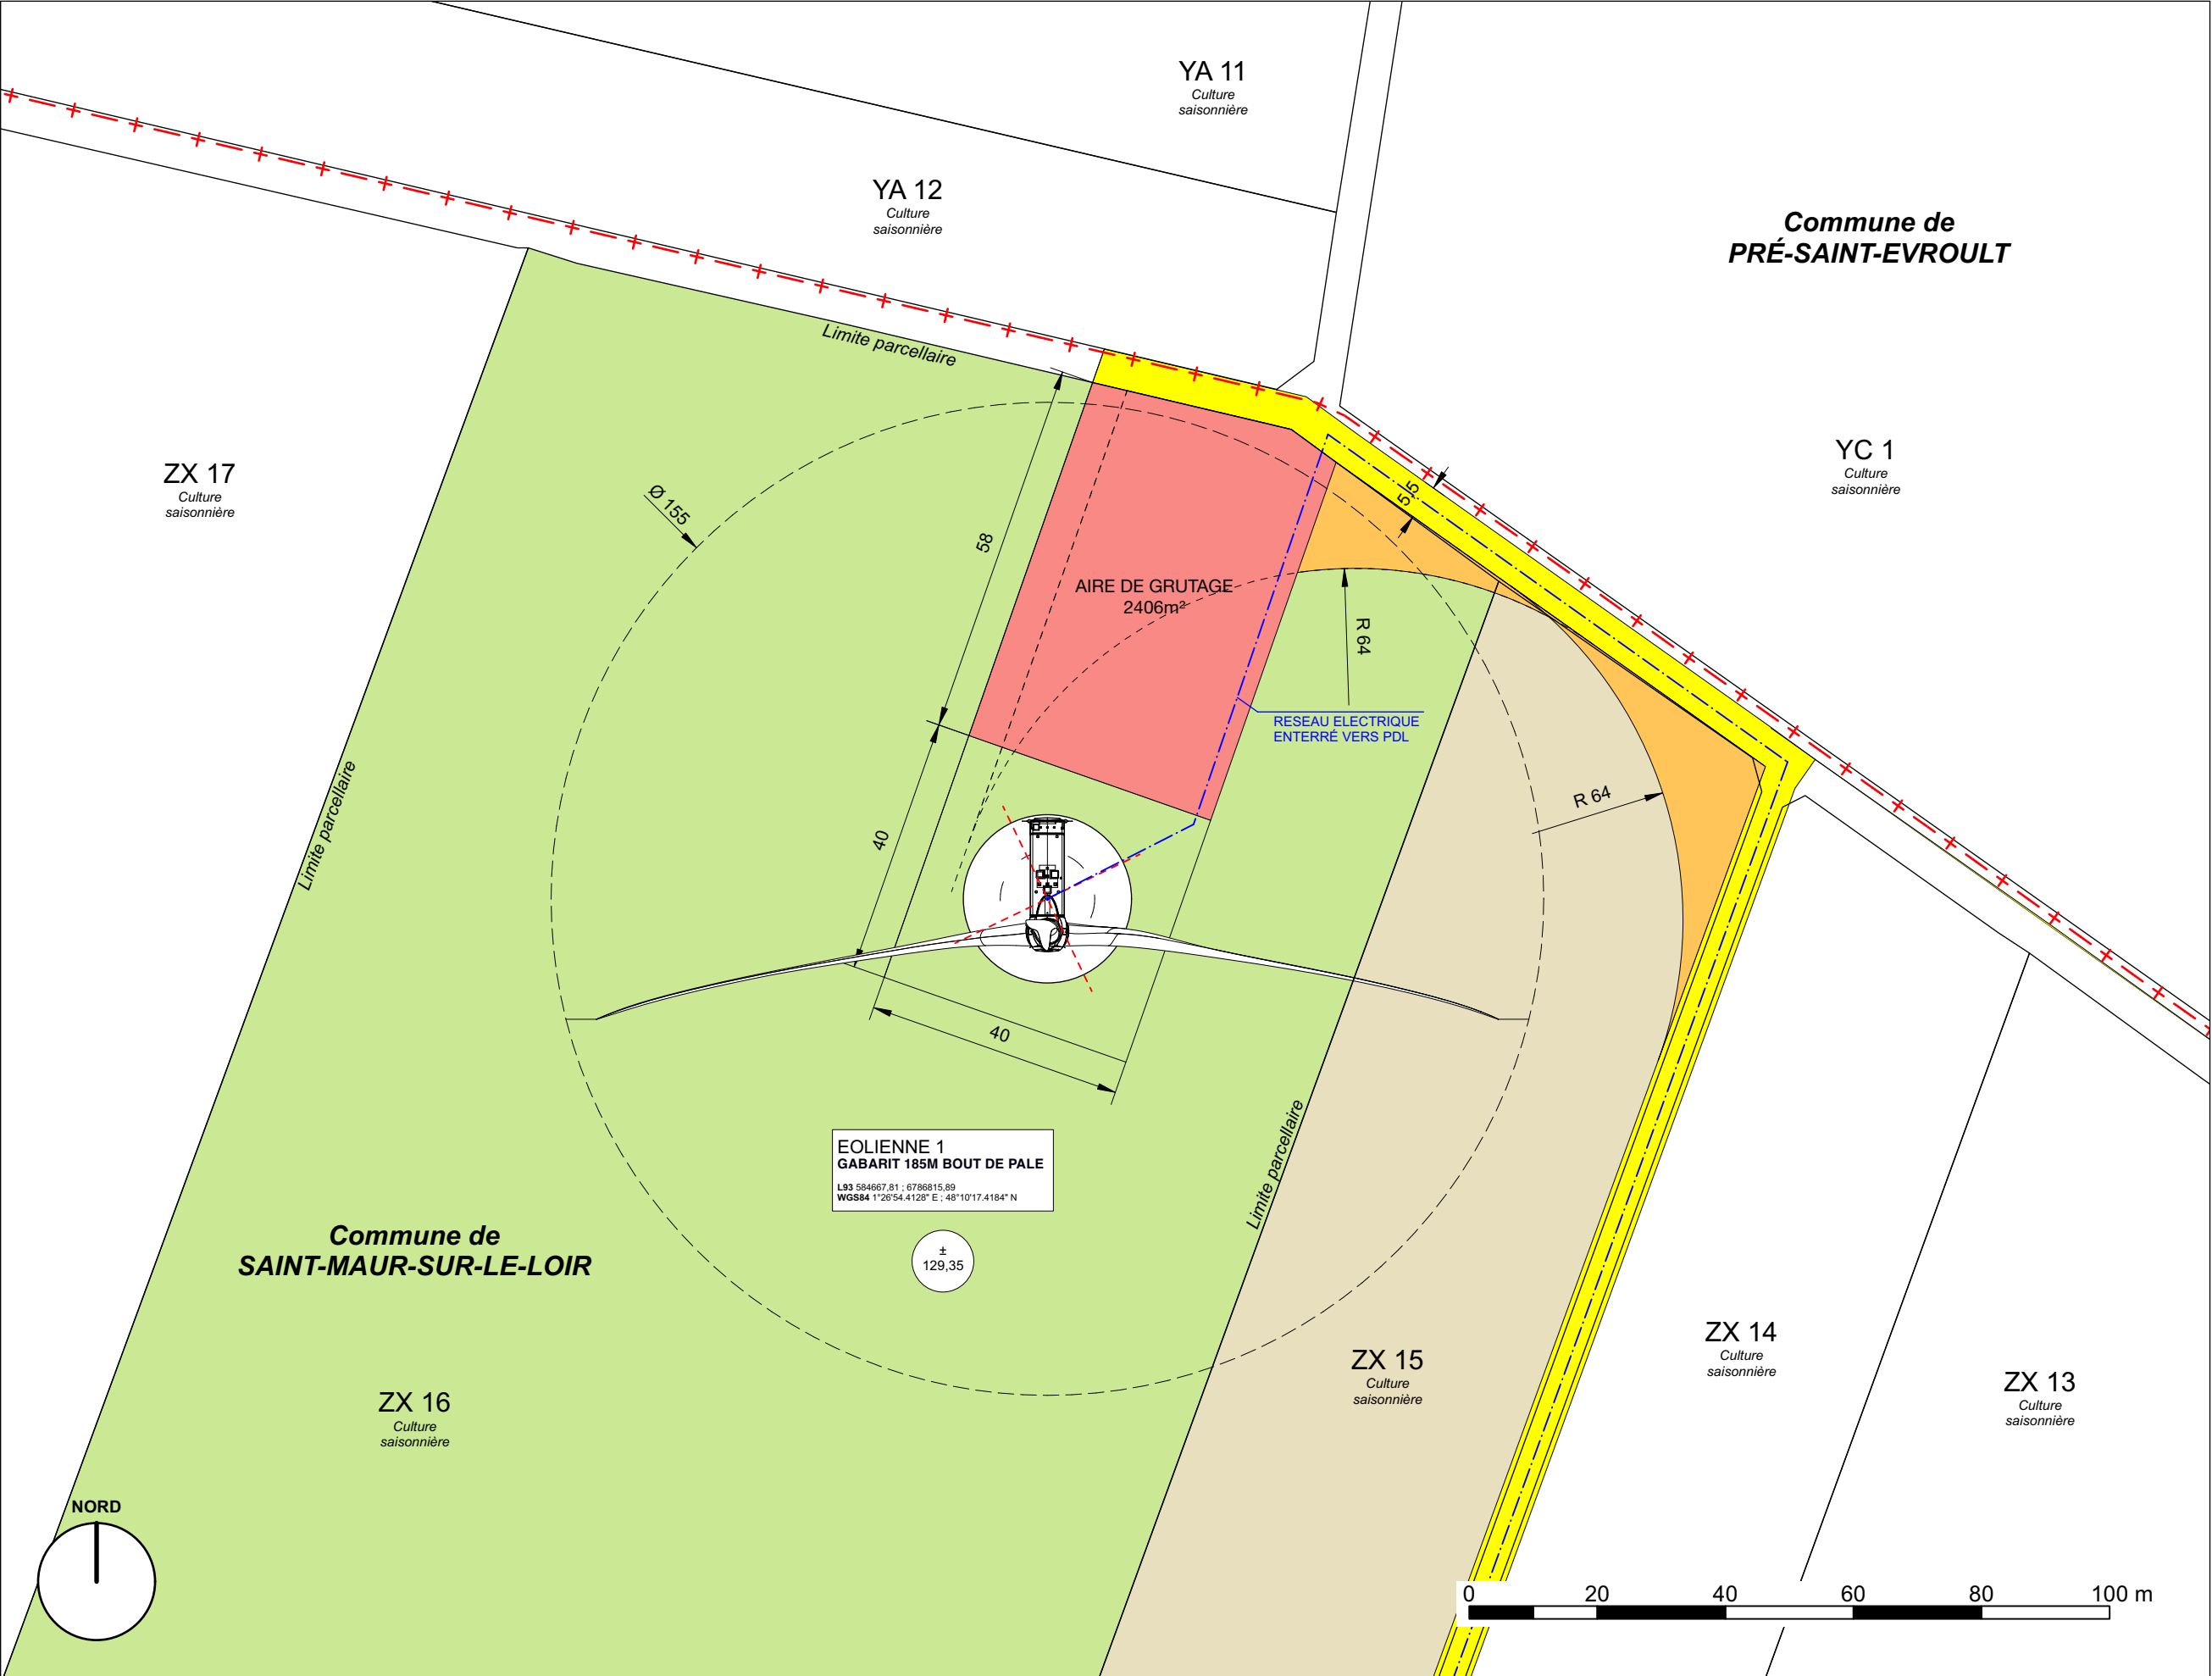 YA 11
Culture
saisonnière
YA 12
Culture
saisonnière
Commune de
PRÉ-SAINT-EVROULT
Limite parcellaire
ZX 17
Culture
saisonnière
YC 1
Culture
saisonnière
Ø 155
58
5,5
AIRE DE GRUTAGE
2406m²
R 64
RESEAU ELECTRIQUE
ENTERRÉ VERS PDL
Limite parcellaire
R 64
40
40
EOLIENNE 1
GABARIT 185M BOUT DE PALE
L93 584667,81 ; 6786815,89
WGS84 1°26'54.4128" E ; 48°10'17.4184" N
Limite parcellaire
Commune de
SAINT-MAUR-SUR-LE-LOIR
±
129,35
ZX 14
Culture
saisonnière
ZX 15
Culture
saisonnière
ZX 13
Culture
saisonnière
ZX 16
Culture
saisonnière
NORD
0 20 40 60 80 100 m